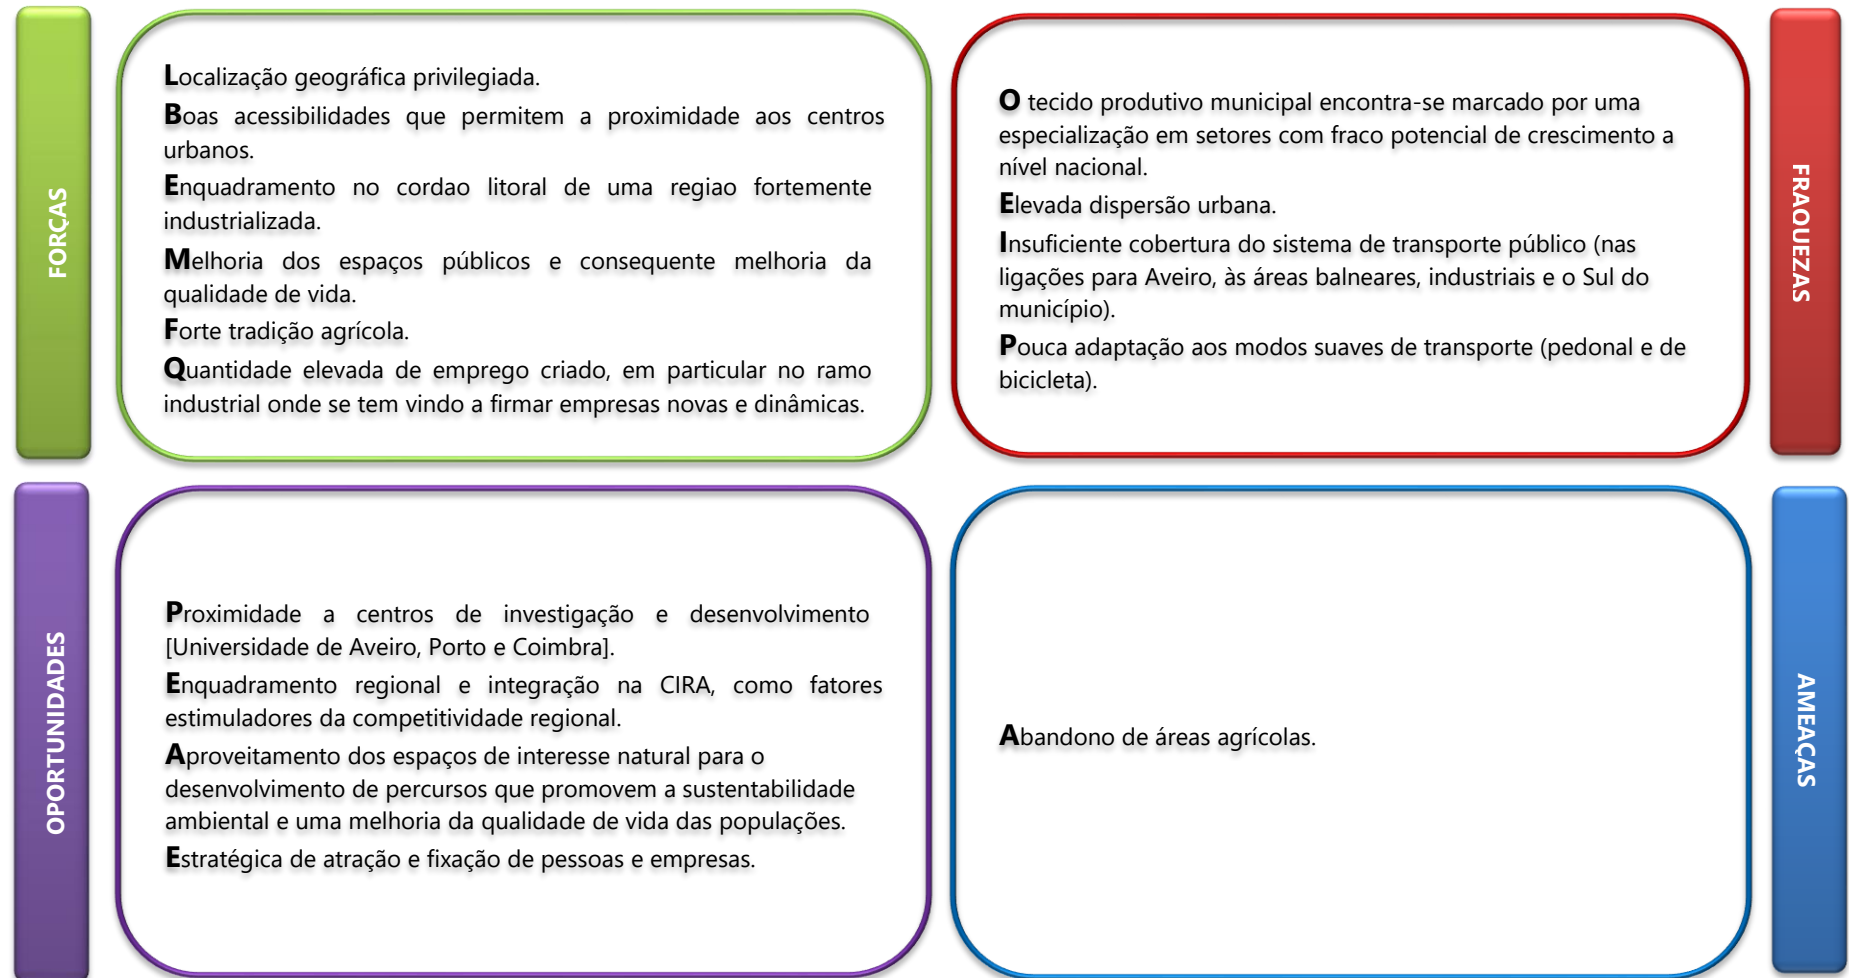 FORÇAS
Localização geográfica privilegiada.
Boas acessibilidades que permitem a proximidade aos centros
urbanos.
Enquadramento no cordao litoral de uma regiao fortemente
industrializada.
Melhoria dos espaços públicos e consequente melhoria da
qualidade de vida.
Forte tradição agrícola.
Quantidade elevada de emprego criado, em particular no ramo
industrial onde se tem vindo a firmar empresas novas e dinâmicas.
O tecido produtivo municipal encontra-se marcado por uma
especialização em setores com fraco potencial de crescimento a
nível nacional.
Elevada dispersão urbana.
Insuficiente cobertura do sistema de transporte público (nas
ligações para Aveiro, às áreas balneares, industriais e o Sul do
município).
Pouca adaptação aos modos suaves de transporte (pedonal e de
bicicleta).
FRAQUEZAS
OPORTUNIDADES
Proximidade a centros de investigação e desenvolvimento
[Universidade de Aveiro, Porto e Coimbra].
Enquadramento regional e integração na CIRA, como fatores
estimuladores da competitividade regional.
Aproveitamento dos espaços de interesse natural para o
desenvolvimento de percursos que promovem a sustentabilidade
ambiental e uma melhoria da qualidade de vida das populações.
Estratégica de atração e fixação de pessoas e empresas.
Abandono de áreas agrícolas.
AMEAÇAS